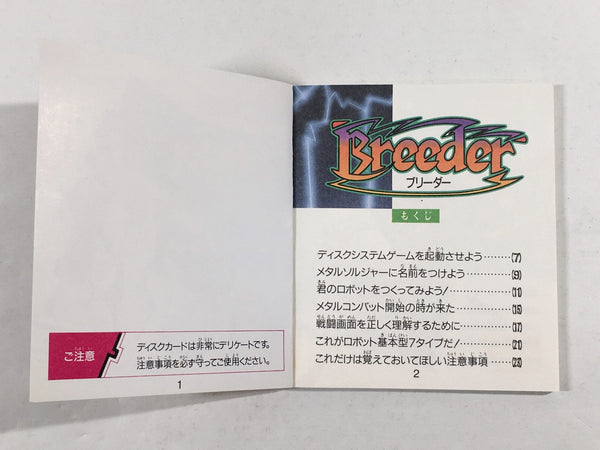 ご注意
ディスクカードは非常にデリケートです。
注意事項を必ず守ってご使用ください。
1
Breeder
ブリーダー
もくじ
ディスクシステムゲームを起動させよう………(7)
メタルソルジャーに名前をつけよう…………(9)
君のロボットをつくってみよう!……………(11)
メタルコンバット開始の時が来た……………(15)
戦闘画面を正しく理解するために……………(17)
これがロボット基本型7タイプだ!…………(21)
これだけは覚えておいてほしい注意事項……(23)
2